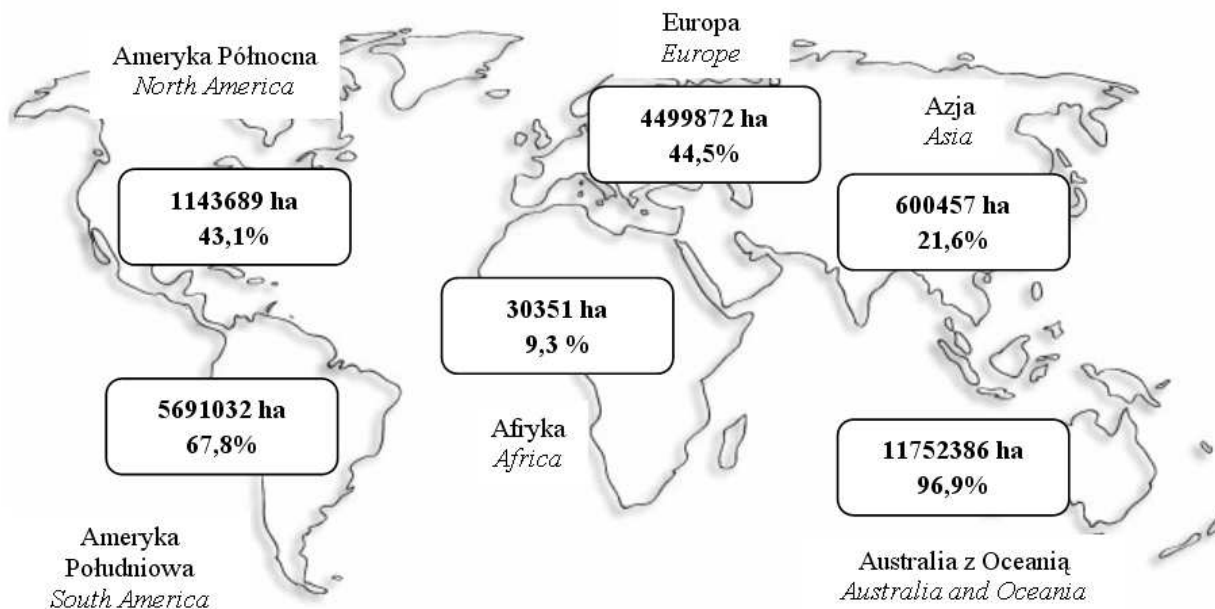 Ameryka Północna
North America
1143689 ha
43,1%
Europa
Europe
4499872 ha
44,5%
Azja
Asia
600457 ha
21,6%
30351 ha
9,3 %
Afryka
Africa
5691032 ha
67,8%
Ameryka
Południowa
South America
11752386 ha
96,9%
Australia z Oceanią
Australia and Oceania